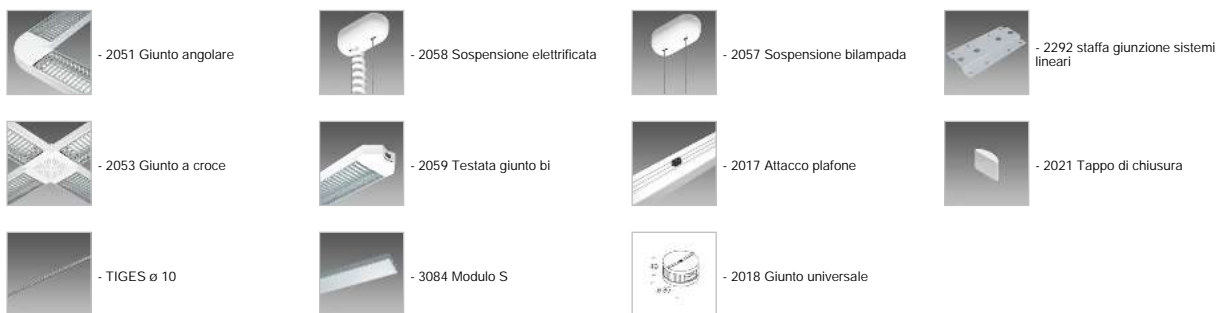 - 2051 Giunto angolare
- 2058 Sospensione elettrificata
- 2057 Sospensione bilampada
- 2292 staffa giunzione sistemi
lineari
- 2053 Giunto a croce
- 2059 Testata giunto bi
- 2017 Attacco plafone
- 2021 Tappo di chiusura
- TIGES ø 10
- 3084 Modulo S
- 2018 Giunto universale